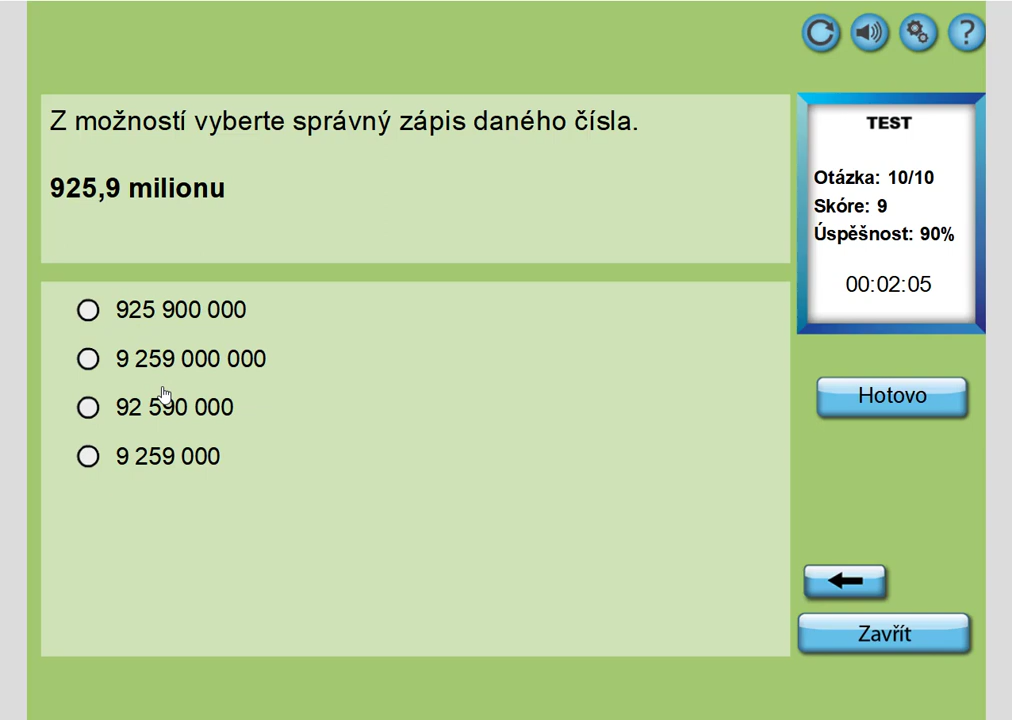 ?
Z možností vyberte správný zápis daného čísla.
925,9 milionu
TEST
Otázka: 10/10
Skóre: 9
Úspěšnost: 90%
00:02:05
925 900 000
9 259 000 000
92 590 000
9 259 000
Hotovo
Zavřít